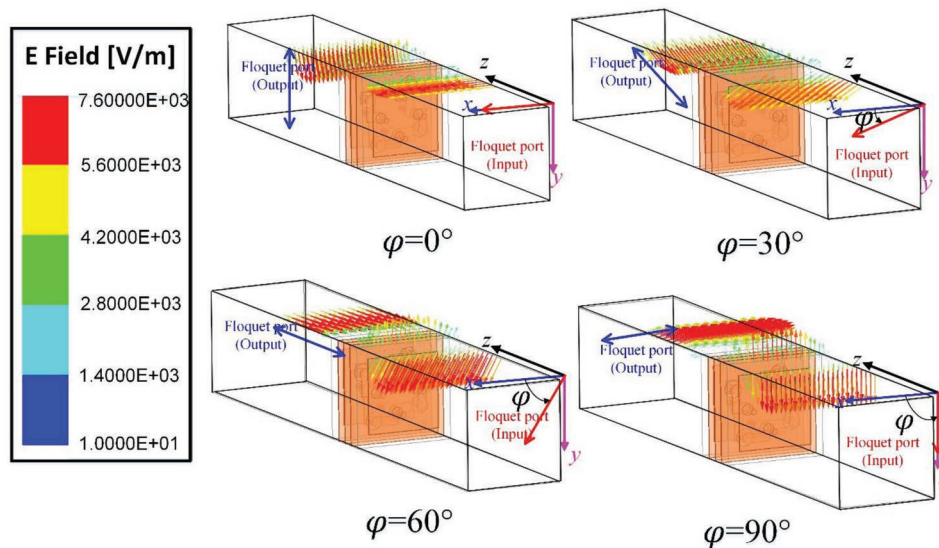 E Field [V/m]
7.60000E+03
5.60000E+03
4.2000E+03
2.8000E+03
1.4000E+03
1.0000E+01
Floquet port
(Output)
z
x
Floquet port
(Input)
y
φ=0°
Floquet port
(Output)
z
x
φ
Floquet port
(Input)
y
φ=30°
Floquet port
(Output)
z
x
φ
Floquet port
(Input)
y
φ=60°
Floquet port
(Output)
z
φ
Floquet port
(Input)
φ=90°